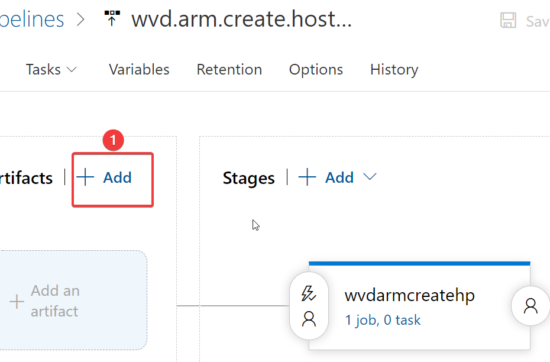 pelines > wvd.arm.create.host...
Sav
Tasks Variables Retention Options History
1
rtifacts | + Add
Stages | + Add
+ Add an
artifact
wvdarmcreatehp
1 job, 0 task